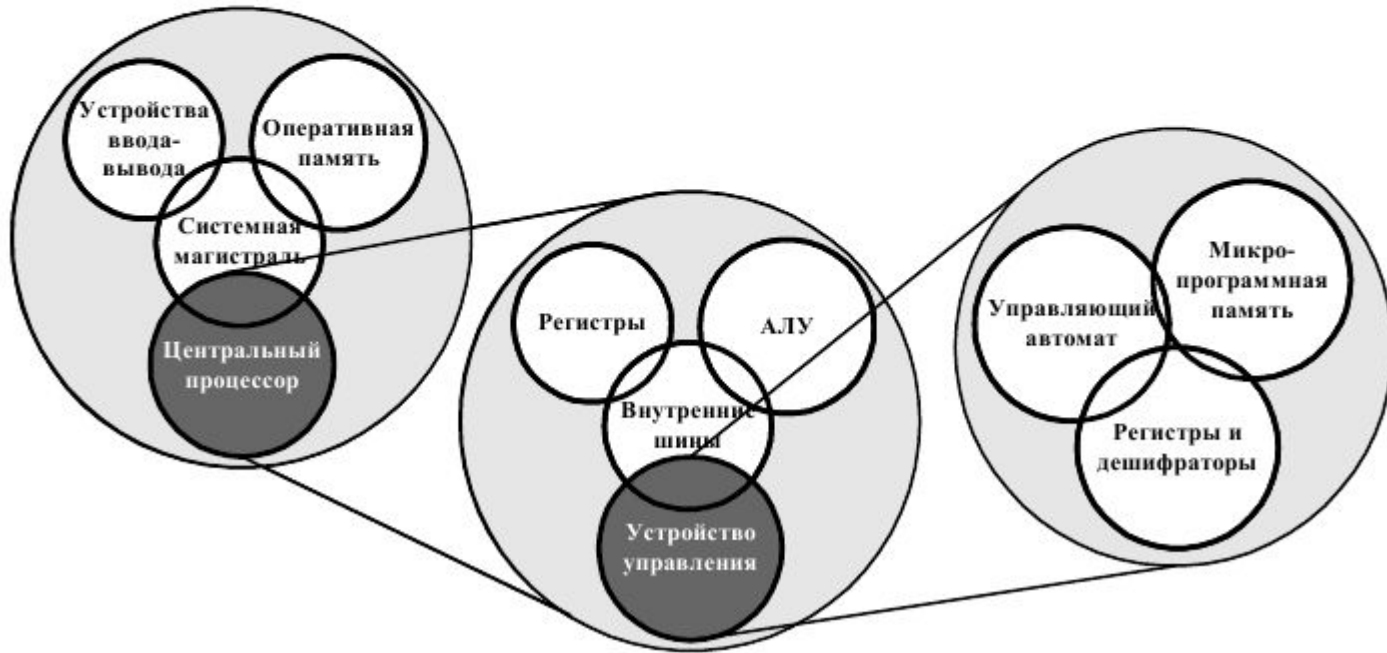 Устройства
ввода-
вывода
Оперативная
память
Системная
магистраль
Центральный
процессор
Регистры
АЛУ
Внутренние
шины
Устройство
управления
Управляющий
автомат
Микро-
программная
память
Регистры и
дешифраторы